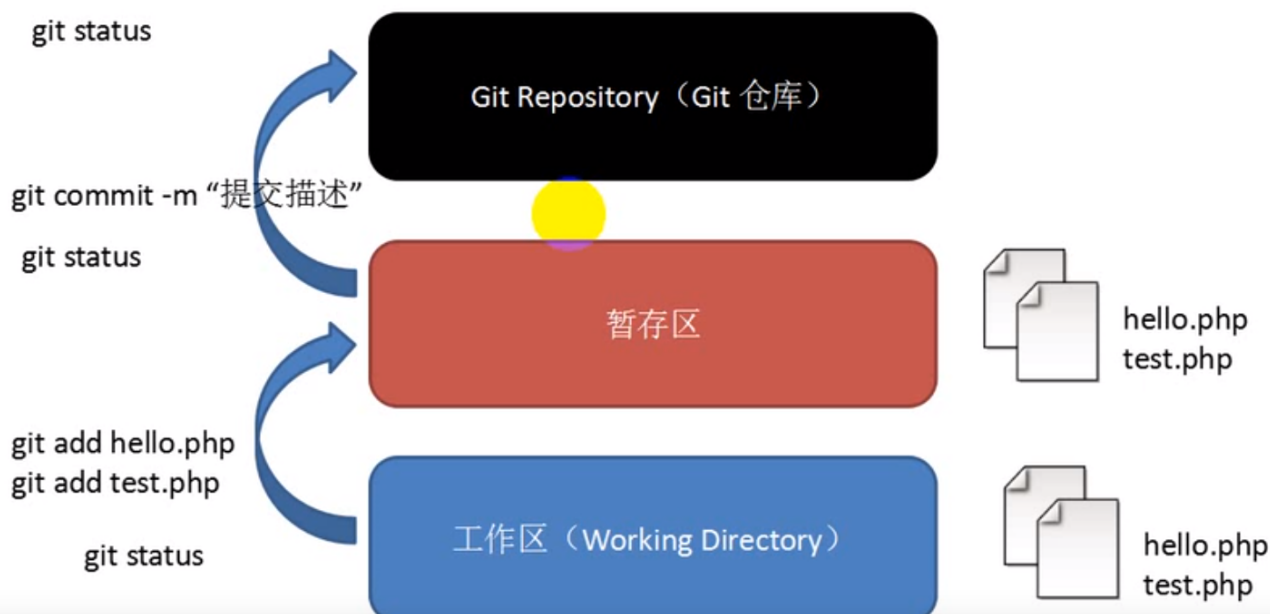 git status
Git Repository（Git 仓库）
git commit -m “提交描述”
git status
暂存区
hello.php
test.php
git add hello.php
git add test.php
工作区（Working Directory）
git status
hello.php
test.php